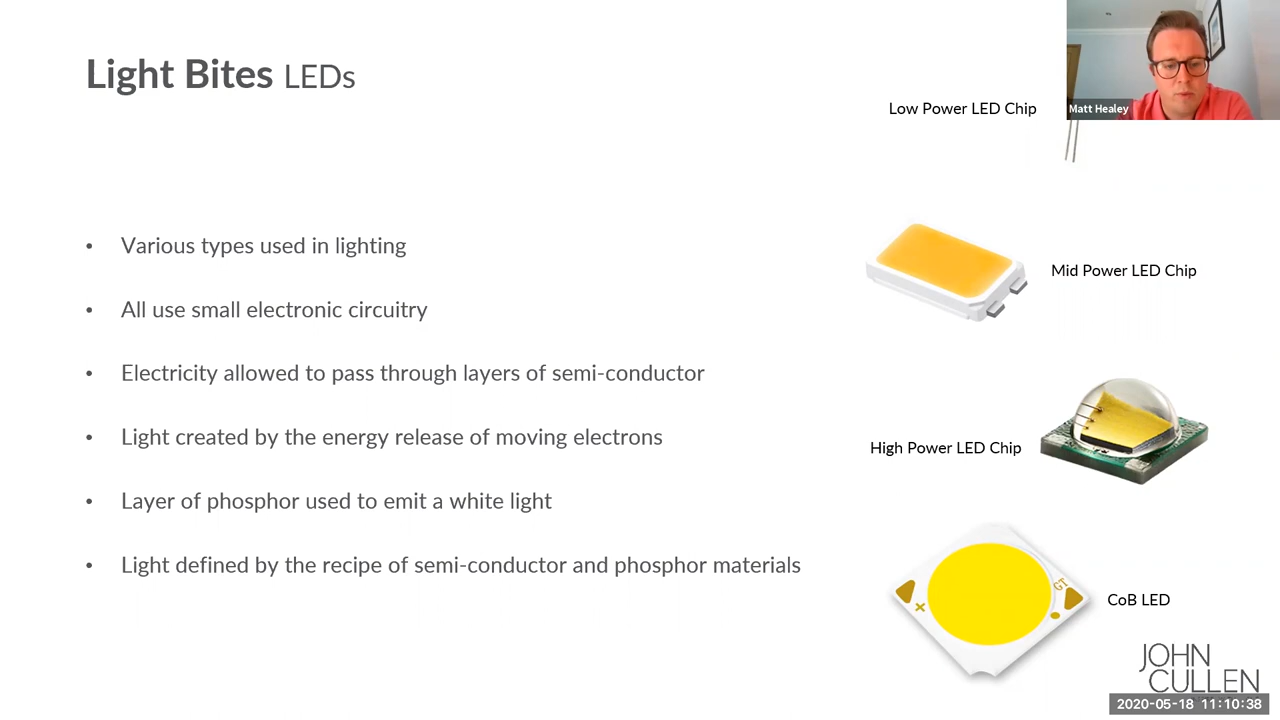 Light Bites LEDs
Low Power LED Chip
Matt Healey
• Various types used in lighting
Mid Power LED Chip
• All use small electronic circuitry
• Electricity allowed to pass through layers of semi-conductor
• Light created by the energy release of moving electrons
High Power LED Chip
• Layer of phosphor used to emit a white light
• Light defined by the recipe of semi-conductor and phosphor materials
GT
+
CoB LED
JOHN
CULLEN
2020-05-18 11:10:38